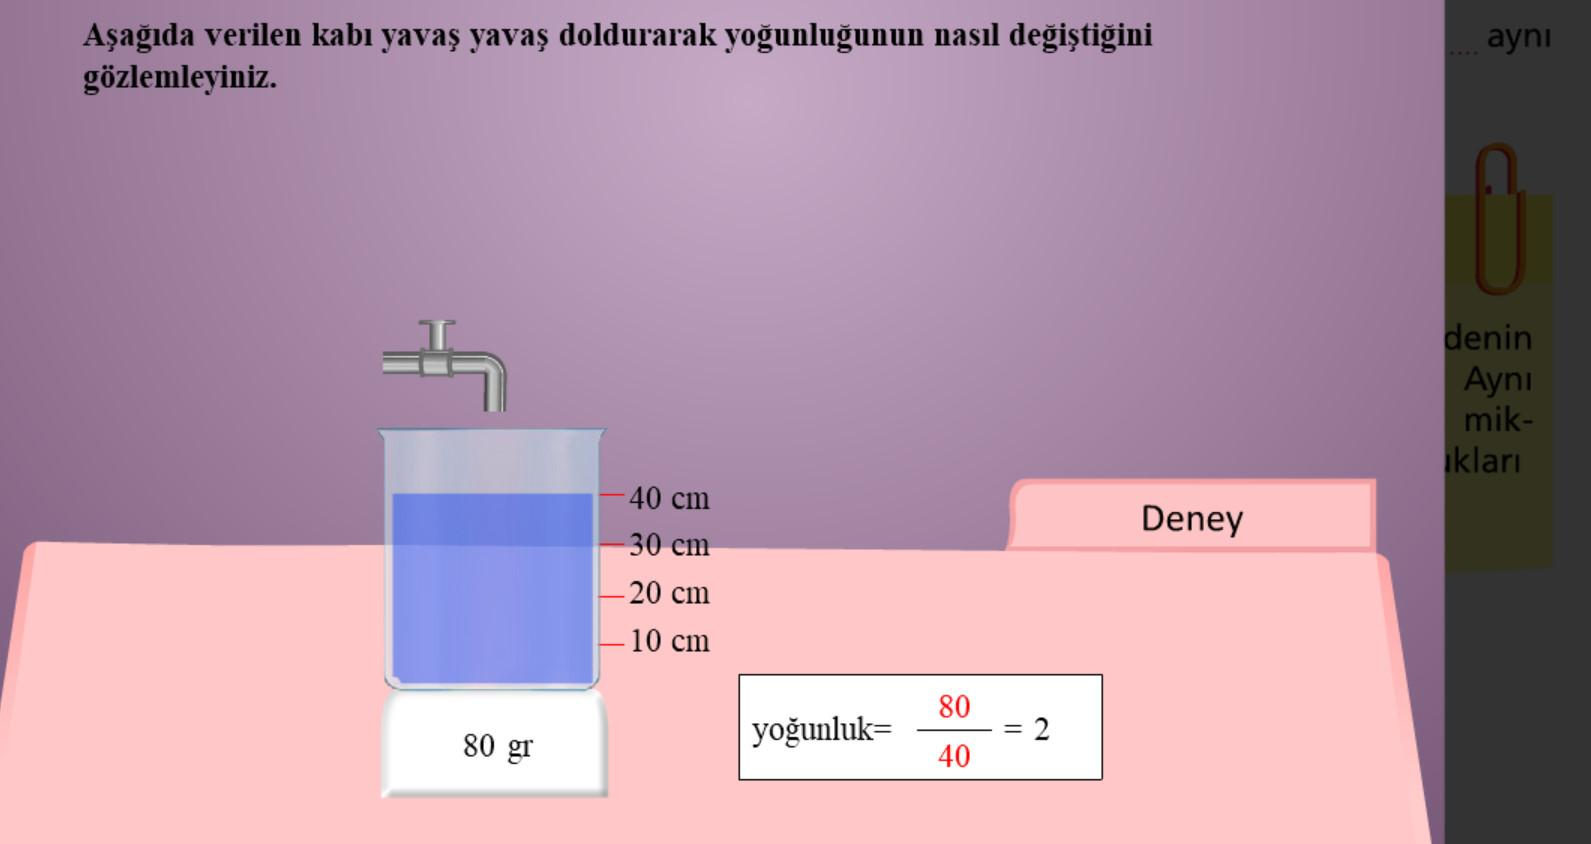 Aşağıda verilen kabı yavaş yavaş doldurarak yoğunluğunun nasıl değiştiğini
gözlemleyiniz.
.... aynı
denin
Aynı
mik-
ıkları
40 cm
30 cm
20 cm
10 cm
Deney
80 gr
yoğunluk= 80/40 = 2